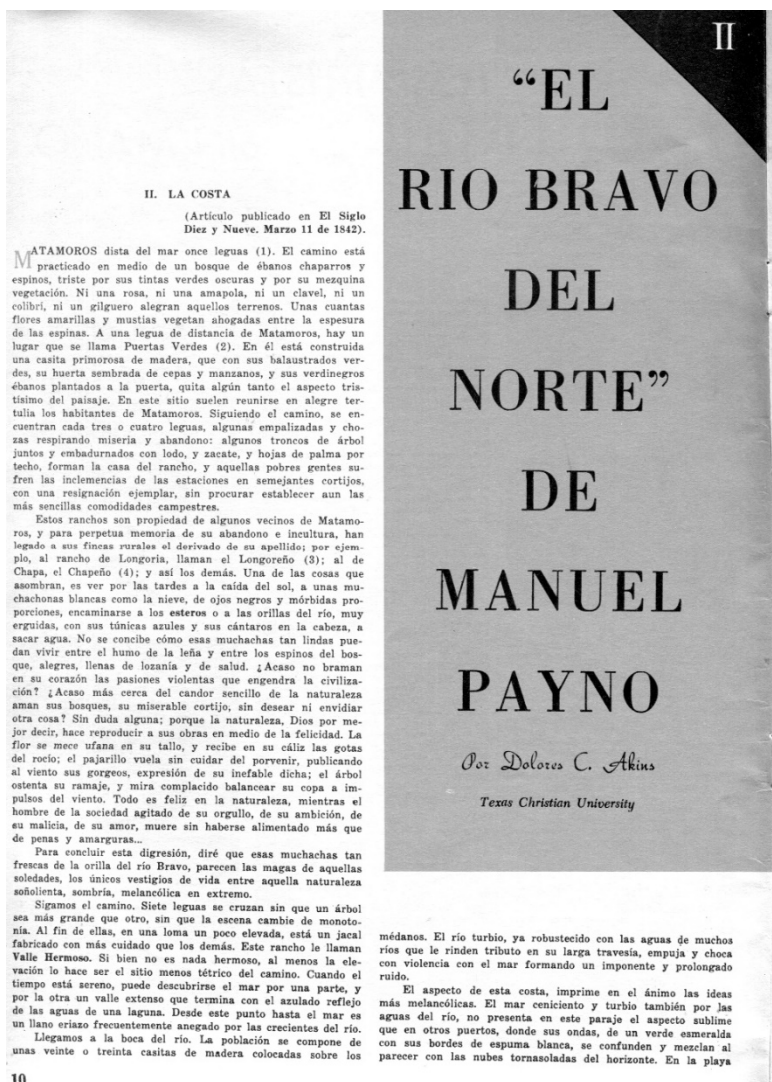 II
“EL
RIO BRAVO
DEL
NORTE”
DE
MANUEL
PAYNO
Por Dolores C. Akins
Texas Christian University
II. LA COSTA
(Artículo publicado en El Siglo
Diez y Nueve. Marzo 11 de 1842).
MATAMOROS dista del mar once leguas (1). El camino está
practicado en medio de un bosque de ébanos chaparros y
espinos, triste por sus tintas verdes oscuras y por su mezquina
vegetación. Ni una rosa, ni una amapola, ni un clavel, ni un
colibrí, ni un gilguero alegran aquellos terrenos. Unas cuantas
flores amarillas y mustias vegetan ahogadas entre la espesura
de las espinas. A una legua de distancia de Matamoros, hay un
lugar que se llama Puertas Verdes (2). En él está construida
una casita primorosa de madera, que con sus balaustrados ver-
des, su huerta sembrada de cepas y manzanos, y sus verdinegros
ébanos plantados a la puerta, quita algún tanto el aspecto tris-
tísimo del paisaje. En este sitio suelen reunirse en alegre ter-
tulia los habitantes de Matamoros. Siguiendo el camino, se en-
cuentran cada tres o cuatro leguas, algunas empalizadas y cho-
zas respirando miseria y abandono: algunos troncos de árbol
juntos y embadurnados con lodo, y zacate, y hojas de palma por
techo, forman la casa del rancho, y aquellas pobres gentes su-
fren las inclemencias de las estaciones en semejantes cortijos,
con una resignación ejemplar, sin procurar establecer aun las
más sencillas comodidades campestres.
Estos ranchos son propiedad de algunos vecinos de Matamo-
ros, y para perpetua memoria de su abandono e incultura, han
legado a sus fincas rurales el derivado de su apellido; por ejem-
plo, al rancho de Longoria, llaman el Longoreño (3); al de
Chapa, el Chapeño (4); y así los demás. Una de las cosas que
asombran, es ver por las tardes a la caída del sol, a unas mu-
chachonas blancas como la nieve, de ojos negros y mórbidas pro-
porciones, encaminarse a los esteros o a las orillas del río, muy
erguidas, con sus túnicas azules y sus cántaros en la cabeza, a
sacar agua. No se concibe cómo esas muchachas tan lindas pue-
dan vivir entre el humo de la leña y entre los espinos del bos-
que, alegres, llenas de lozanía y de salud. ¿Acaso no braman
en su corazón las pasiones violentas que engendra la civiliza-
ción? ¿Acaso más cerca del candor sencillo de la naturaleza
aman sus bosques, su miserable cortijo, sin desear ni envidiar
otra cosa? Sin duda alguna; porque la naturaleza, Dios por me-
jor decir, hace reproducir a sus obras en medio de la felicidad. La
flor se mece ufana en su tallo, y recibe en su cáliz las gotas
del rocío; el pajarillo vuela sin cuidar del porvenir, publicando
al viento sus gorgeos, expresión de su inefable dicha; el árbol
ostenta su ramaje, y mira complacido balancear su copa a im-
pulsos del viento. Todo es feliz en la naturaleza, mientras el
hombre de la sociedad agitado de su orgullo, de su ambición, de
su malicia, de su amor, muere sin haberse alimentado más que
de penas y amarguras...
Para concluir esta digresión, diré que esas muchachas tan
frescas de la orilla del río Bravo, parecen las magas de aquellas
soledades, los únicos vestigios de vida entre aquella naturaleza
soñolienta, sombría, melancólica en extremo.
Sigamos el camino. Siete leguas se cruzan sin que un árbol
sea más grande que otro, sin que la escena cambie de monoto-
nía. Al fin de ellas, en una loma un poco elevada, está un jacal
fabricado con más cuidado que los demás. Este rancho le llaman
Valle Hermoso. Si bien no es nada hermoso, al menos la ele-
vación lo hace ser el sitio menos tétrico del camino. Cuando el
tiempo está sereno, puede descubrirse el mar por una parte, y
por la otra un valle extenso que termina con el azulado reflejo
de las aguas de una laguna. Desde este punto hasta el mar es
un llano eriazo frecuentemente anegado por las crecientes del río.
Llegamos a la boca del río. La población se compone de
unas veinte o treinta casitas de madera colocadas sobre los
médanos. El río turbio, ya robustecido con las aguas de muchos
ríos que le rinden tributo en su larga travesía, empuja y choca
con violencia con el mar formando un imponente y prolongado
ruido.
El aspecto de esta costa, imprime en el ánimo las ideas
más melancólicas. El mar ceniciento y turbio también por las
aguas del río, no presenta en este paraje el aspecto sublime
que en otros puertos, donde sus ondas, de un verde esmeralda
con sus bordes de espuma blanca, se confunden y mezclan al
parecer con las nubes tornasoladas del horizonte. En la playa
10